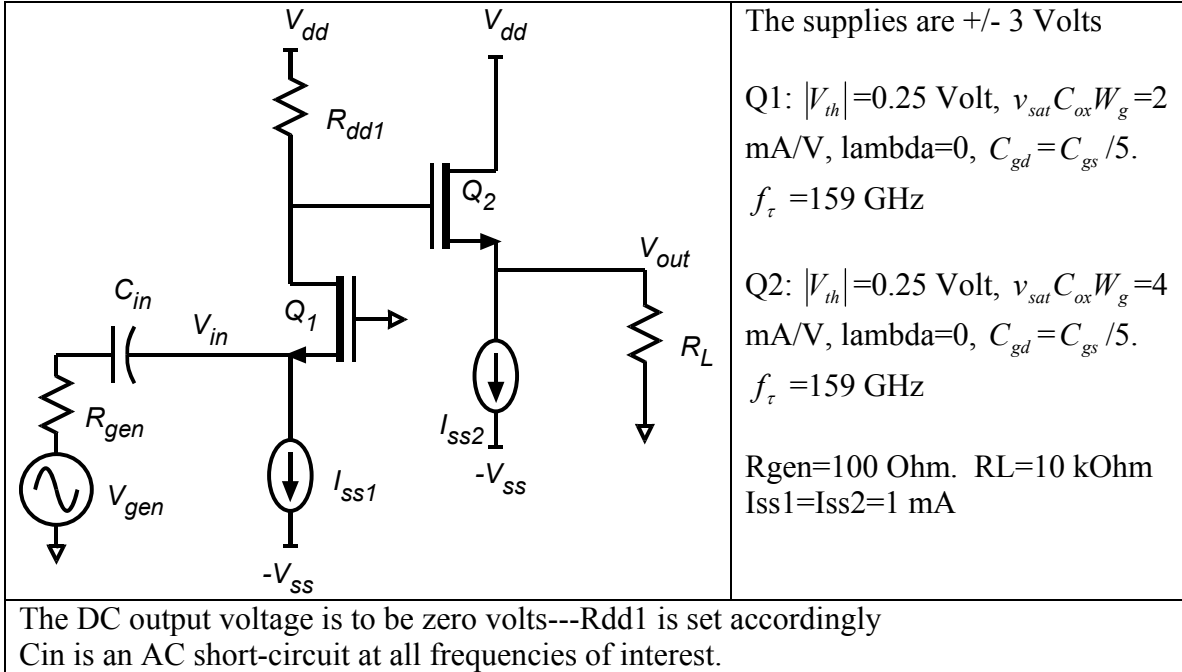 V_dd
V_dd
R_dd1
Q_2
V_out
C_in
Q_1
V_in
R_L
R_gen
I_ss2
-V_ss
I_ss1
V_gen
-V_ss
The supplies are +/- 3 Volts
Q1: |V_th|=0.25 Volt, v_sat C_ox W_g=2
mA/V, lambda=0, C_gd=C_gs/5.
f_τ =159 GHz
Q2: |V_th|=0.25 Volt, v_sat C_ox W_g=4
mA/V, lambda=0, C_gd=C_gs/5.
f_τ =159 GHz
Rgen=100 Ohm. RL=10 kOhm
Iss1=Iss2=1 mA
The DC output voltage is to be zero volts---Rdd1 is set accordingly
Cin is an AC short-circuit at all frequencies of interest.